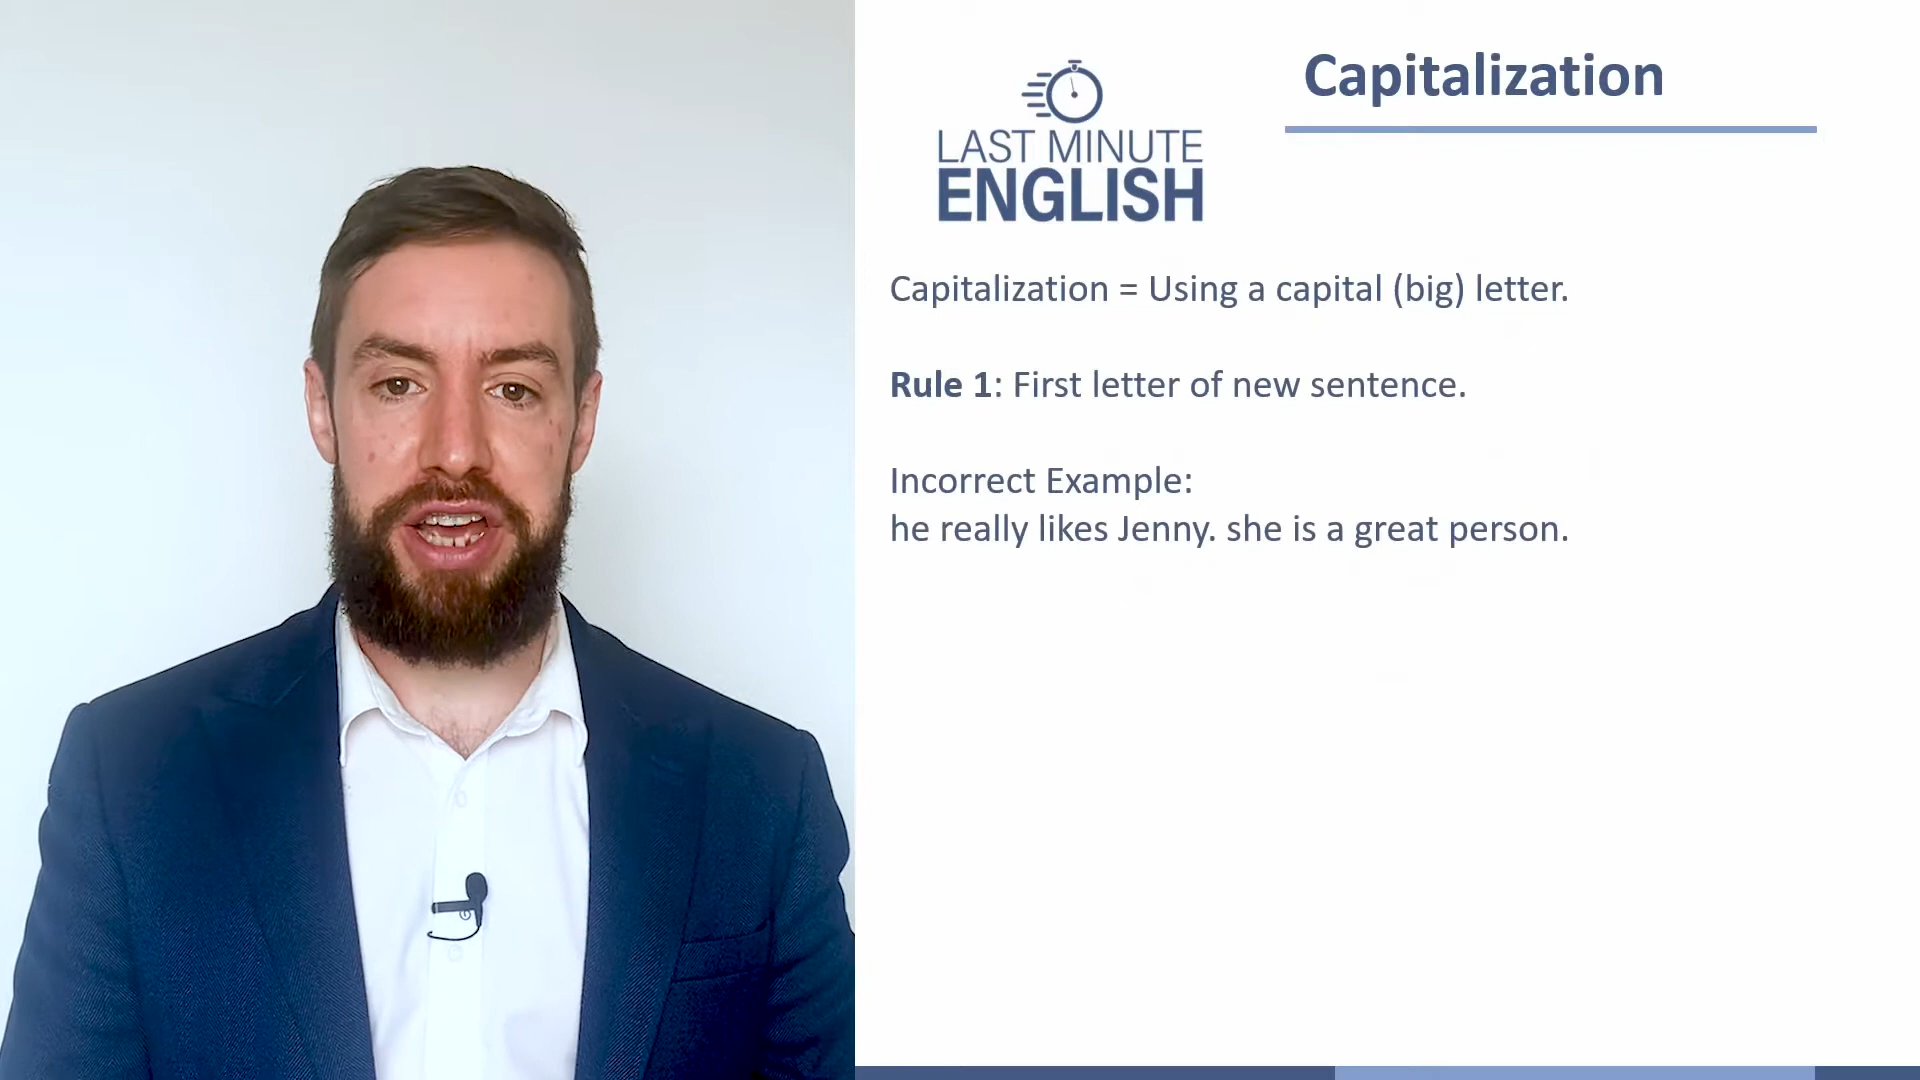 Capitalization
LAST MINUTE
ENGLISH
Capitalization = Using a capital (big) letter.
Rule 1: First letter of new sentence.
Incorrect Example:
he really likes Jenny. she is a great person.